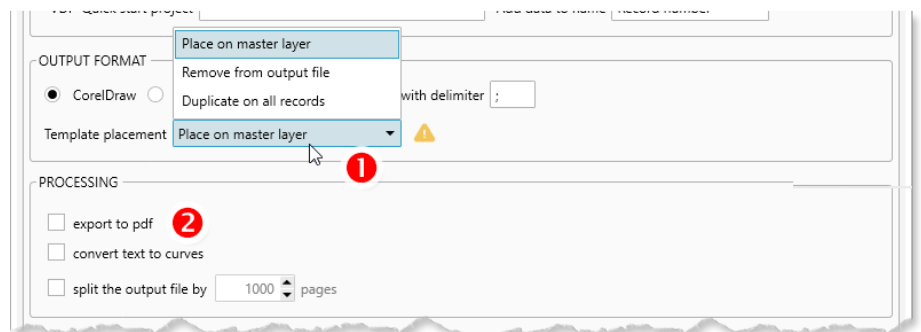 VDP Quick start project Add data to name Record number
Place on master layer
OUTPUT FORMAT
Remove from output file
CorelDraw Duplicate on all records with delimiter ;
Template placement Place on master layer
1
PROCESSING
export to pdf 2
convert text to curves
split the output file by 1000 pages